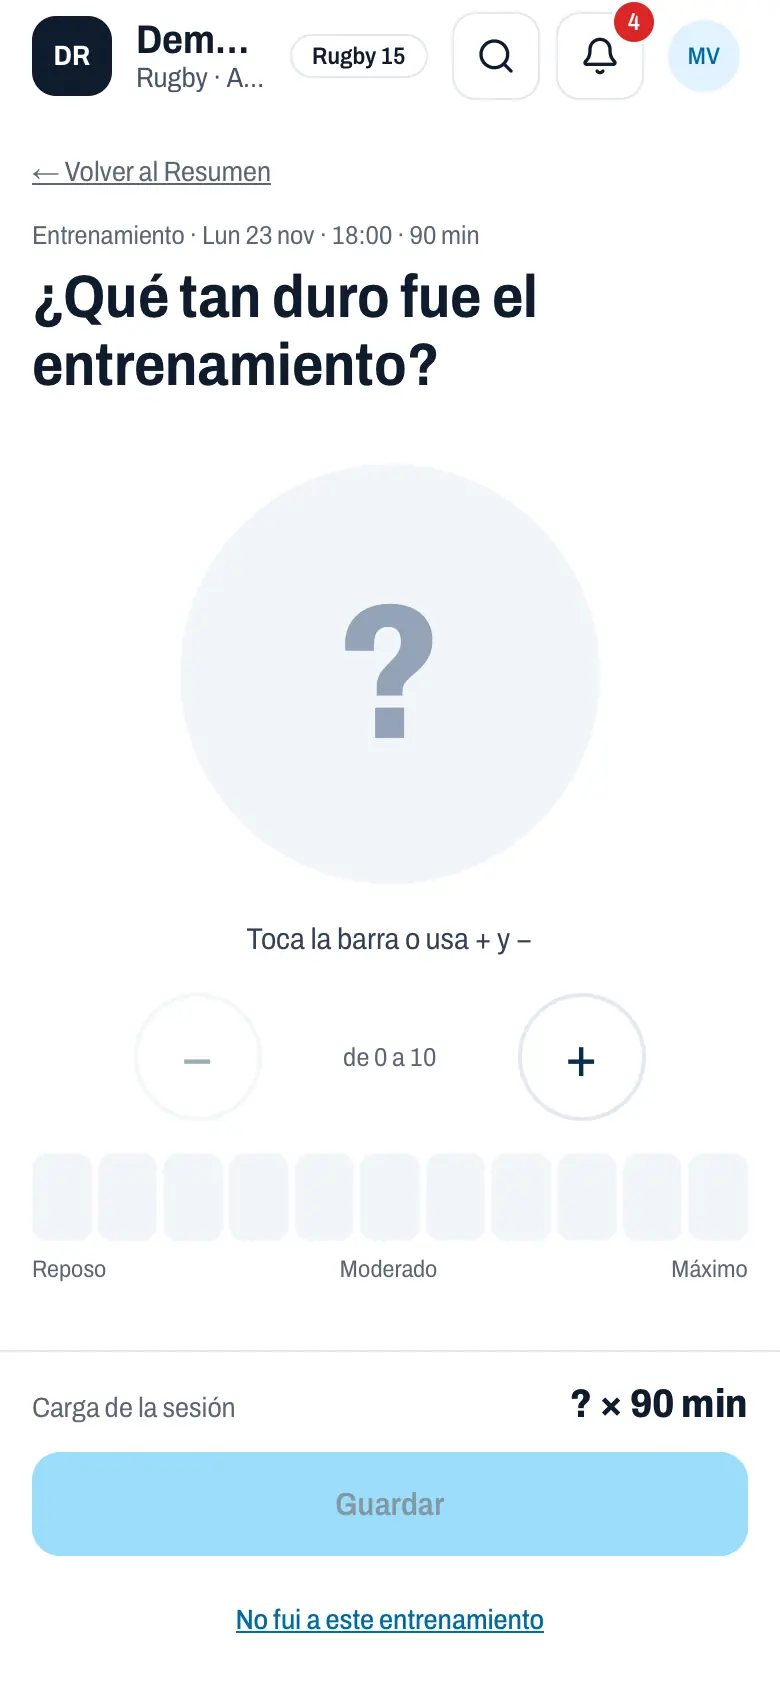 DR
Dem...
Rugby · A...
Rugby 15
4
MV
← Volver al Resumen
Entrenamiento · Lun 23 nov · 18:00 · 90 min
¿Qué tan duro fue el
entrenamiento?
?
Toca la barra o usa + y –
– de 0 a 10 +
Reposo Moderado Máximo
Carga de la sesión ? × 90 min
Guardar
No fui a este entrenamiento